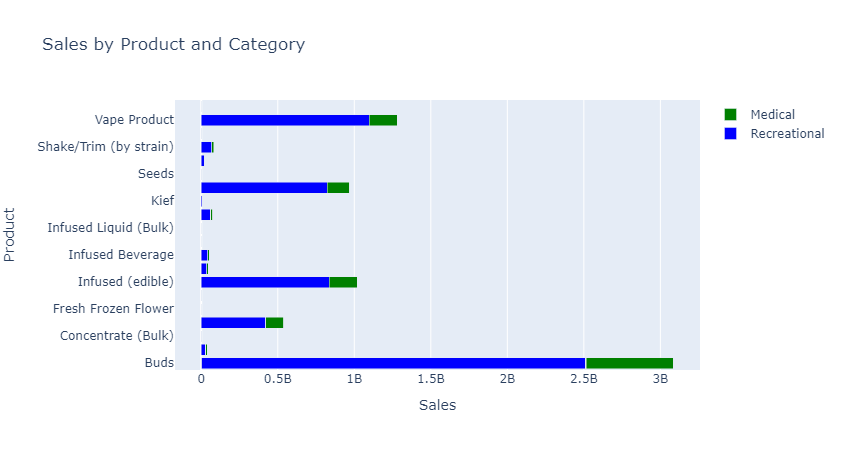 Sales by Product and Category
Medical
Recreational
Vape Product
Shake/Trim (by strain)
Seeds
Kief
Infused Liquid (Bulk)
Infused Beverage
Infused (edible)
Fresh Frozen Flower
Concentrate (Bulk)
Buds
Product
0 0.5B 1B 1.5B 2B 2.5B 3B
Sales